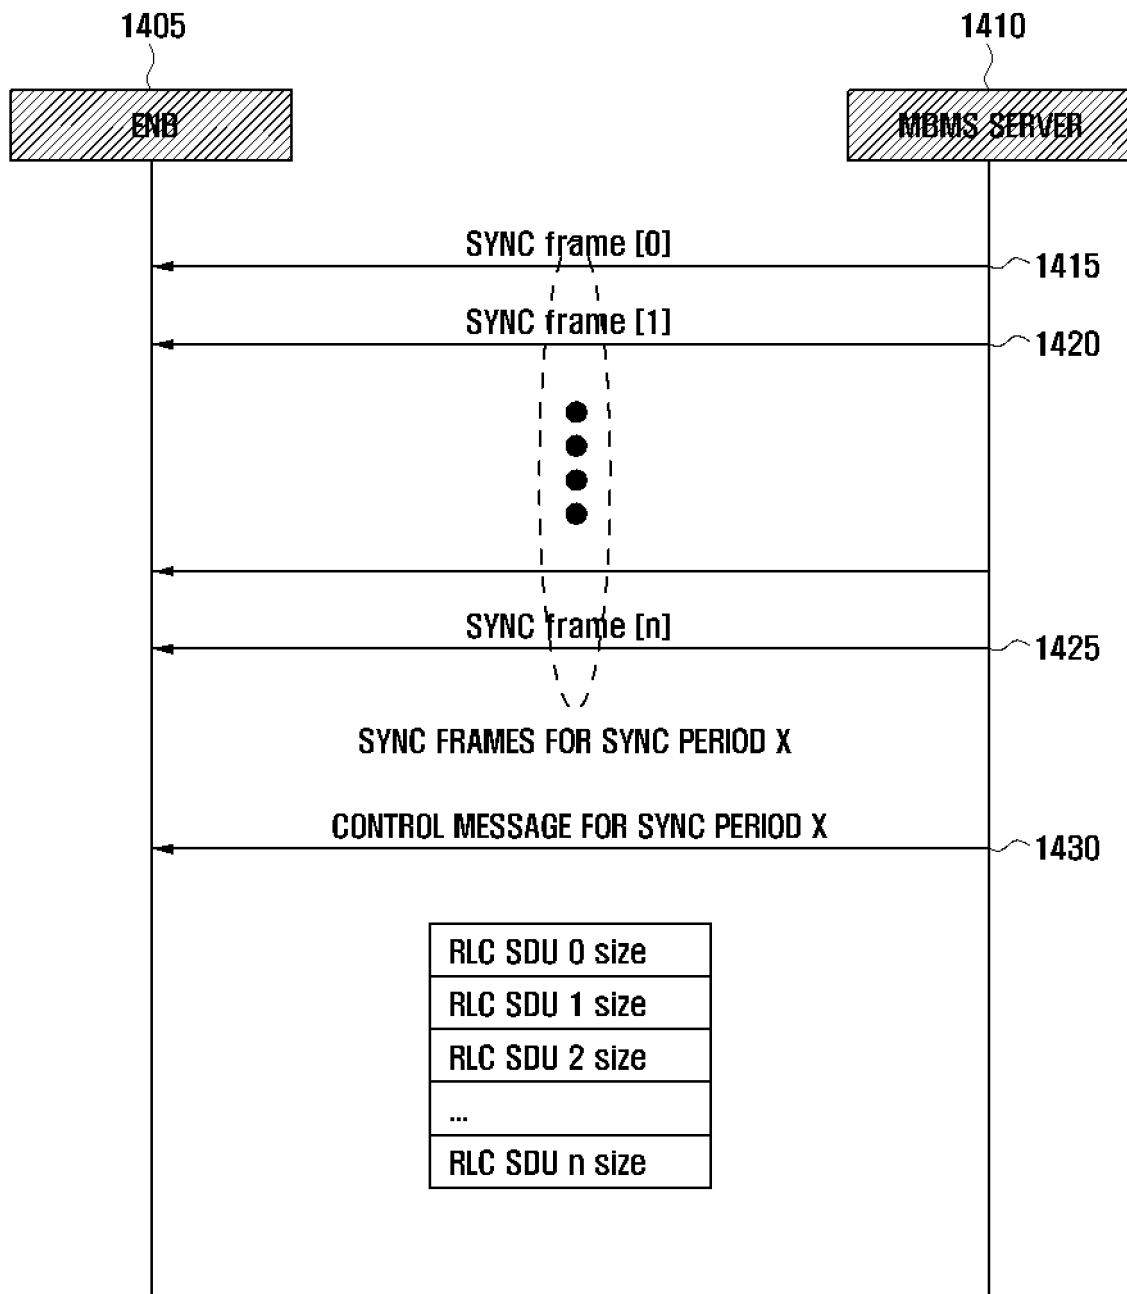 1405
1410
ENB
MBMS SERVER
SYNC frame [0]
1415
SYNC frame [1]
1420
SYNC frame [n]
1425
SYNC FRAMES FOR SYNC PERIOD X
CONTROL MESSAGE FOR SYNC PERIOD X
1430
RLC SDU 0 size
RLC SDU 1 size
RLC SDU 2 size
...
RLC SDU n size